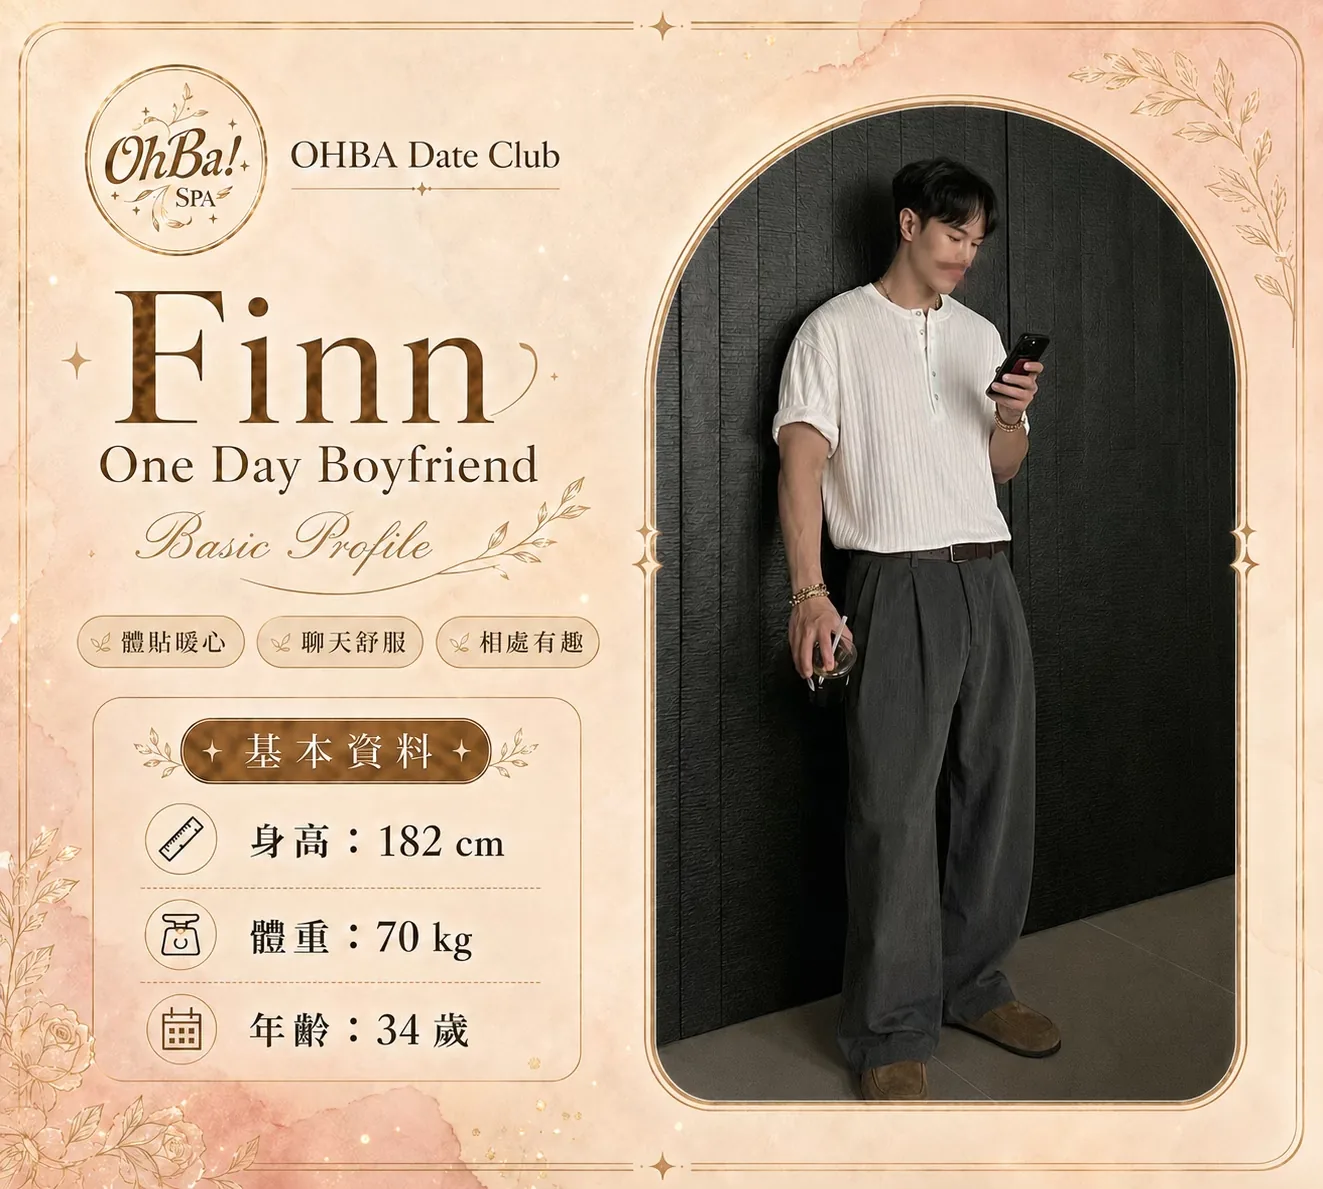 OhBa!
SPA
OHBA Date Club
Finn
One Day Boyfriend
Basic Profile
體貼暖心
聊天舒服
相處有趣
基本資料
身高：182 cm
體重：70 kg
年齡：34 歲